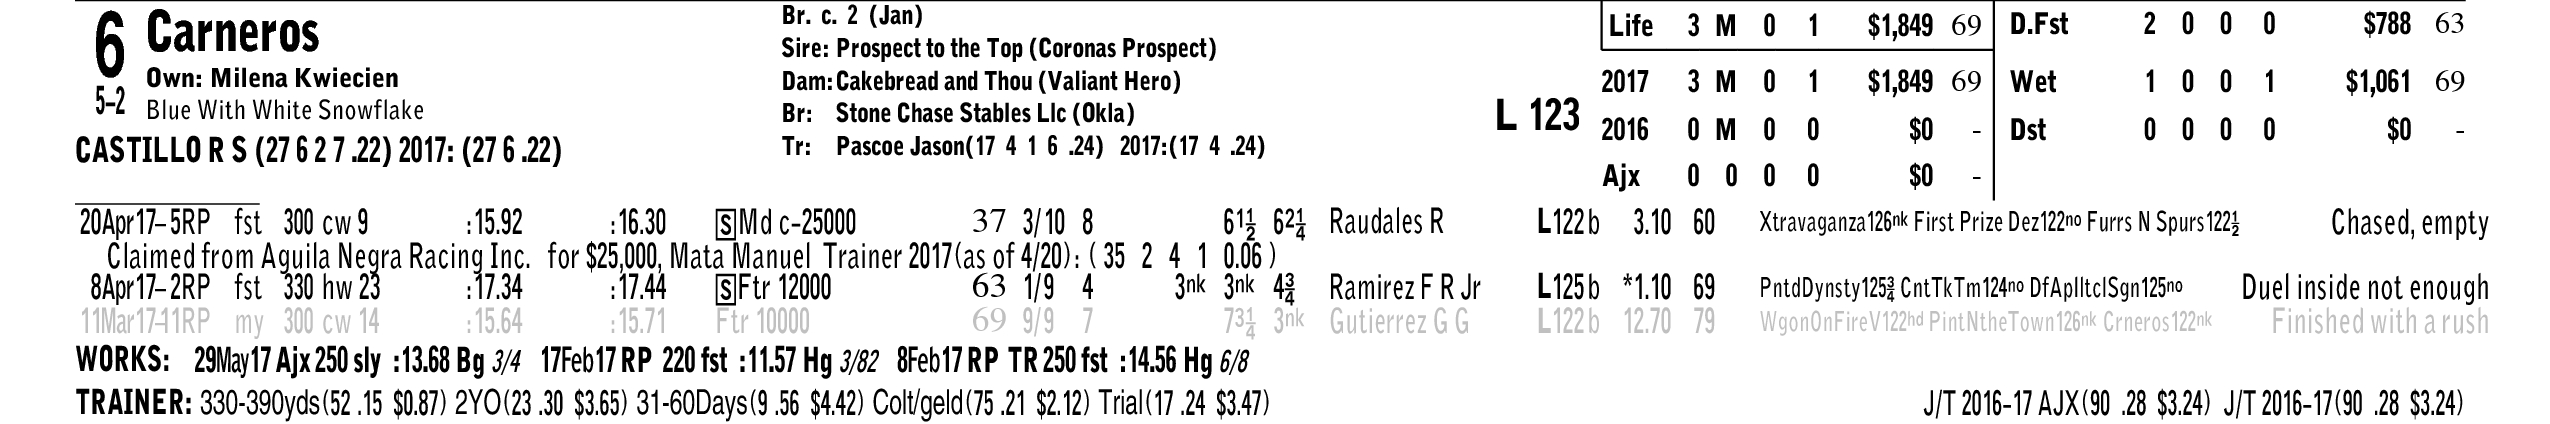 6 Carneros
Own: Milena Kwiecien
5-2 Blue With White Snowflake
CASTILLO R S (27 6 2 7 .22) 2017: (27 6 .22)
Br. c. 2 (Jan)
Sire: Prospect to the Top (Coronas Prospect)
Dam: Cakebread and Thou (Valiant Hero)
Br: Stone Chase Stables Llc (Okla)
Tr: Pascoe Jason(17 4 1 6 .24) 2017:(17 4 .24)
L 123
Life 3 M 0 1 $1,849 69
2017 3 M 0 1 $1,849 69
2016 0 M 0 0 $0 -
Ajx 0 0 0 0 $0 -
D.Fst 2 0 0 0 $788 63
Wet 1 0 0 1 $1,061 69
Dst 0 0 0 0 $0 -
20Apr17–5RP fst 300 cw 9 :15.92 :16.30 S Md c–25000 37 3/10 8 6 1½ 6 2¼ Raudales R L122 b 3.10 60 Xtravaganza126nk First Prize Dez122no Furrs N Spurs122½ Chased, empty
Claimed from Aguila Negra Racing Inc. for $25,000, Mata Manuel Trainer 2017(as of 4/20): ( 35 2 4 1 0.06 )
8Apr17–2RP fst 330 hw 23 :17.34 :17.44 S Ftr 12000 63 1/9 4 3nk 3nk 4¾ Ramirez F R Jr L125 b *1.10 69 PntdDynsty125¾ CntTkTm124no DfAplltclSgn125no Duel inside not enough
11Mar17–11RP my 300 cw 14 :15.64 :15.71 Ftr 10000 69 9/9 7 7 3¼ 3nk Gutierrez G G L122 b 12.70 79 WgonOnFireV122hd PintNtheTown126nk Crneros122nk Finished with a rush
WORKS: 29May17 Ajx 250 sly :13.68 Bg 3/4 17Feb17 RP 220 fst :11.57 Hg 3/82 8Feb17 RP TR 250 fst :14.56 Hg 6/8
TRAINER: 330-390yds(52 .15 $0.87) 2YO(23 .30 $3.65) 31-60Days(9 .56 $4.42) Colt/geld(75 .21 $2.12) Trial(17 .24 $3.47) J/T 2016-17 AJX(90 .28 $3.24) J/T 2016-17(90 .28 $3.24)